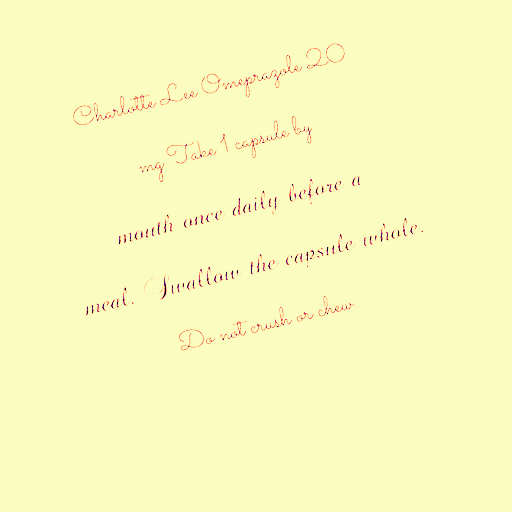 Charlotte Lee Omeprazole 20
mg Take 1 capsule by
mouth once daily before a
meal. Swallow the capsule whole.
Do not crush or chew